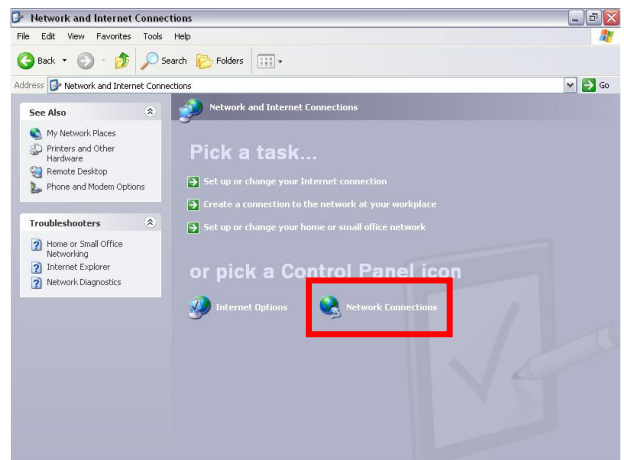 Network and Internet Connections
File Edit View Favorites Tools Help
Back Search Folders
Address Network and Internet Connections Go
See Also
My Network Places
Printers and Other
Hardware
Remote Desktop
Phone and Modem Options
Troubleshooters
Home or Small Office
Networking
Internet Explorer
Network Diagnostics
Network and Internet Connections
Pick a task...
Set up or change your Internet connection
Create a connection to the network at your workplace
Set up or change your home or small office network
or pick a Control Panel icon
Internet Options Network Connections